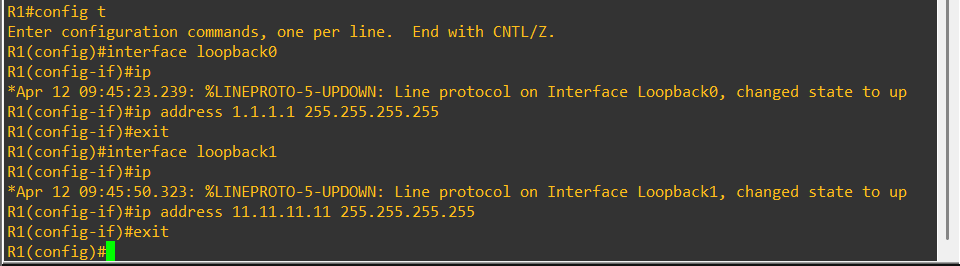 R1#config t
Enter configuration commands, one per line.  End with CNTL/Z.
R1(config)#interface loopback0
R1(config-if)#ip
*Apr 12 09:45:23.239: %LINEPROTO-5-UPDOWN: Line protocol on Interface Loopback0, changed state to up
R1(config-if)#ip address 1.1.1.1 255.255.255.255
R1(config-if)#exit
R1(config)#interface loopback1
R1(config-if)#ip
*Apr 12 09:45:50.323: %LINEPROTO-5-UPDOWN: Line protocol on Interface Loopback1, changed state to up
R1(config-if)#ip address 11.11.11.11 255.255.255.255
R1(config-if)#exit
R1(config)#